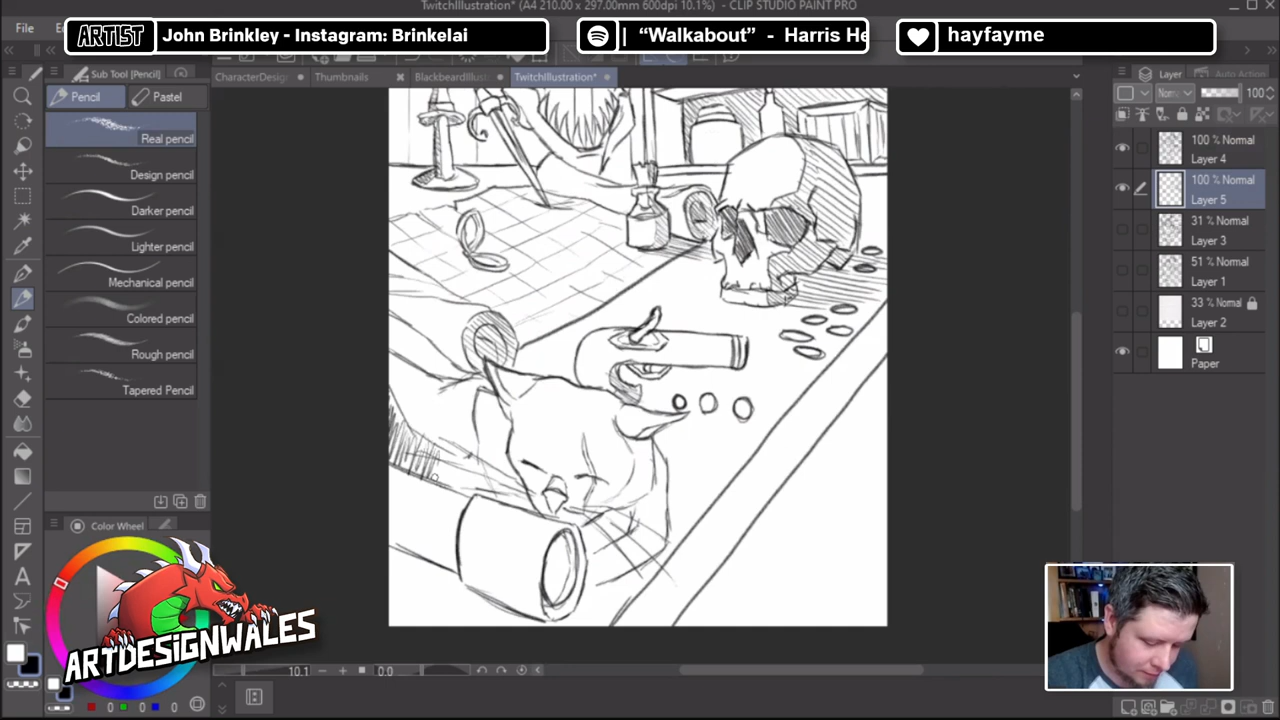 TwitchIllustration* (A4 210.00 x 297.00mm 600dpi 10.1%) - CLIP STUDIO PAINT PRO
File
ARTIST
John Brinkley - Instagram: Brinkelai
| “Walkabout” - Harris He
hayfayme
Sub Tool [Pencil]
CharacterDesign
Thumbnails
BlackbeardIllust
TwitchIllustration*
Layer
Auto Action
Pencil
Pastel
100
Real pencil
Design pencil
Darker pencil
Lighter pencil
Mechanical pencil
Colored pencil
Rough pencil
Tapered Pencil
100 % Normal
Layer 4
100 % Normal
Layer 5
31 % Normal
Layer 3
51 % Normal
Layer 1
33 % Normal
Layer 2
Paper
Color Wheel
ARTDESIGNWALES
10.1
0.0
0
0
0